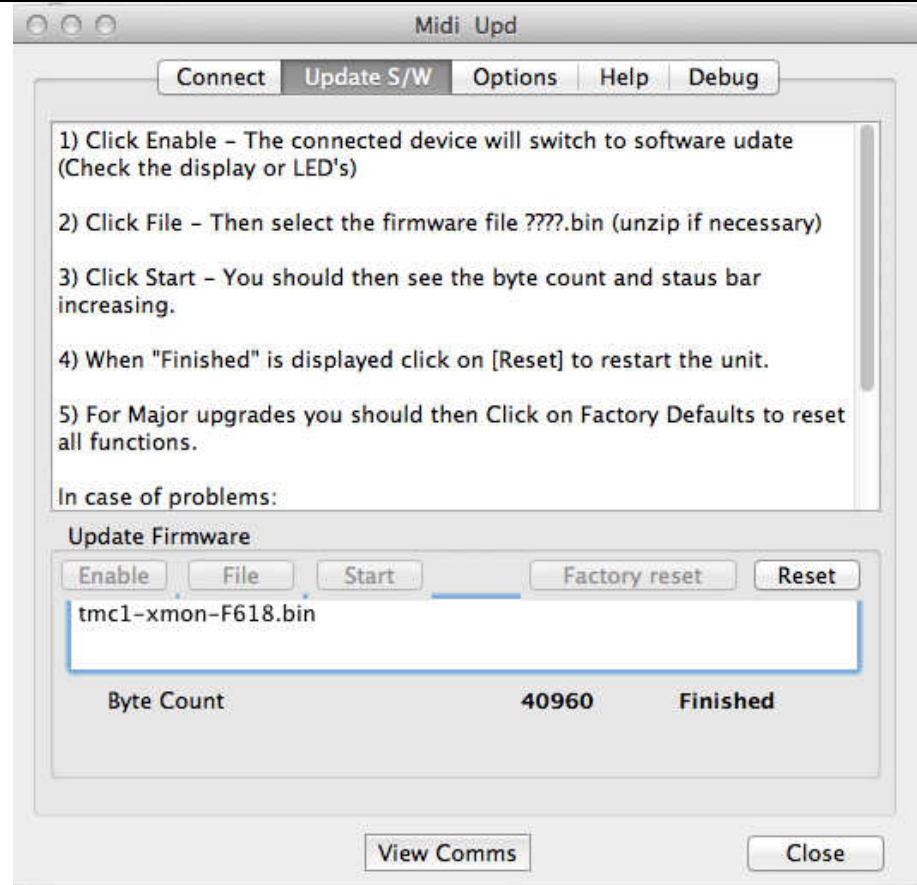 Midi Upd
Connect Update S/W Options Help Debug
1) Click Enable – The connected device will switch to software udate
(Check the display or LED's)
2) Click File – Then select the firmware file ????.bin (unzip if necessary)
3) Click Start – You should then see the byte count and staus bar
increasing.
4) When "Finished" is displayed click on [Reset] to restart the unit.
5) For Major upgrades you should then Click on Factory Defaults to reset
all functions.
In case of problems:
Update Firmware
Enable File Start Factory reset Reset
tmc1-xmon-F618.bin
Byte Count 40960 Finished
View Comms Close